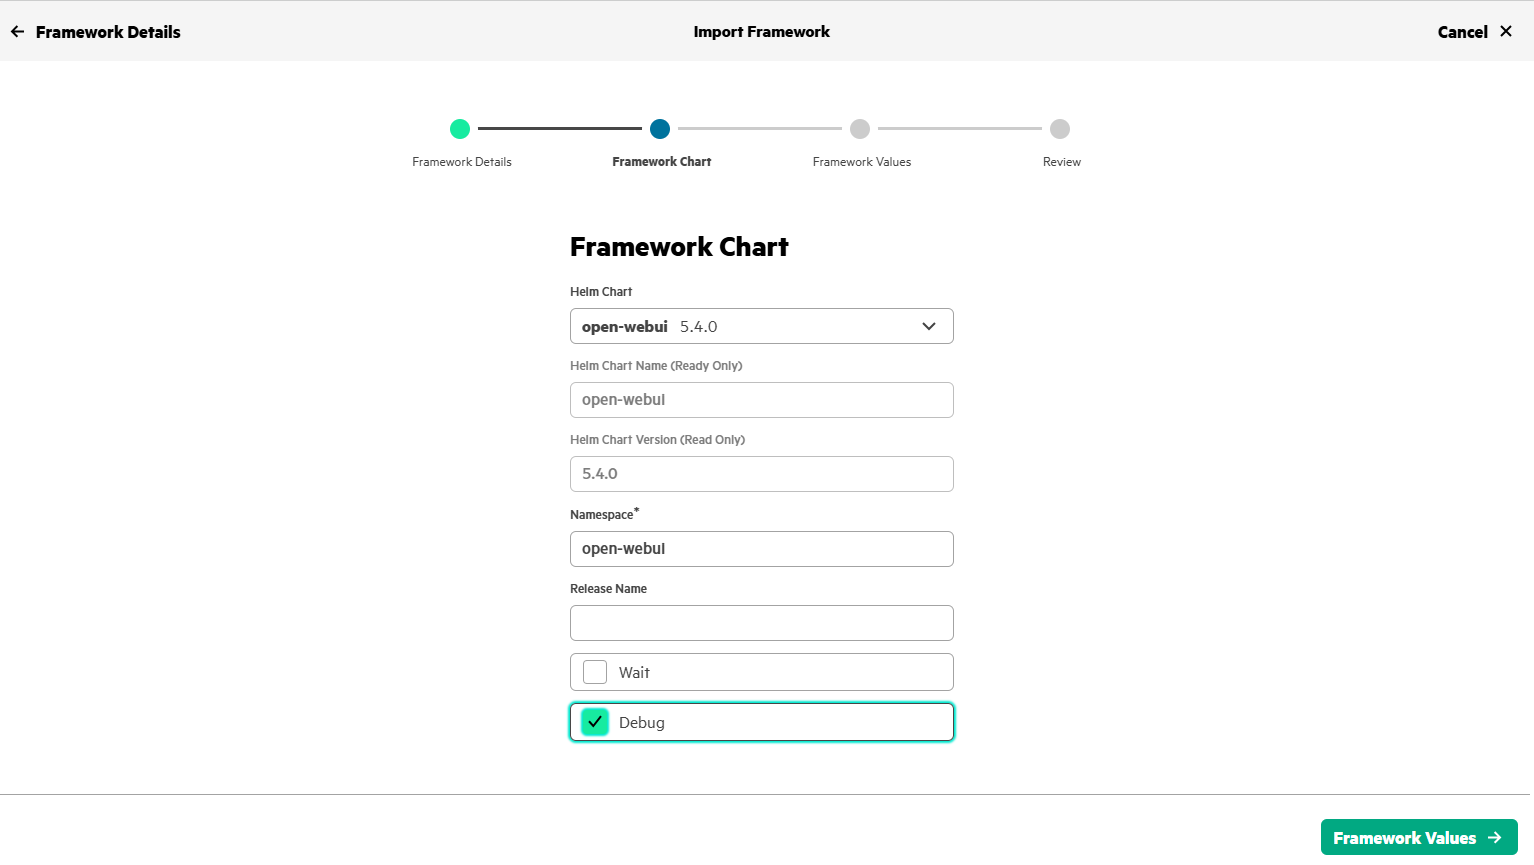 Framework Details
Import Framework
Cancel
Framework Details
Framework Chart
Framework Values
Review
Framework Chart
Helm Chart
open-webui 5.4.0
Helm Chart Name (Ready Only)
open-webui
Helm Chart Version (Read Only)
5.4.0
Namespace*
open-webui
Release Name
Wait
Debug
Framework Values